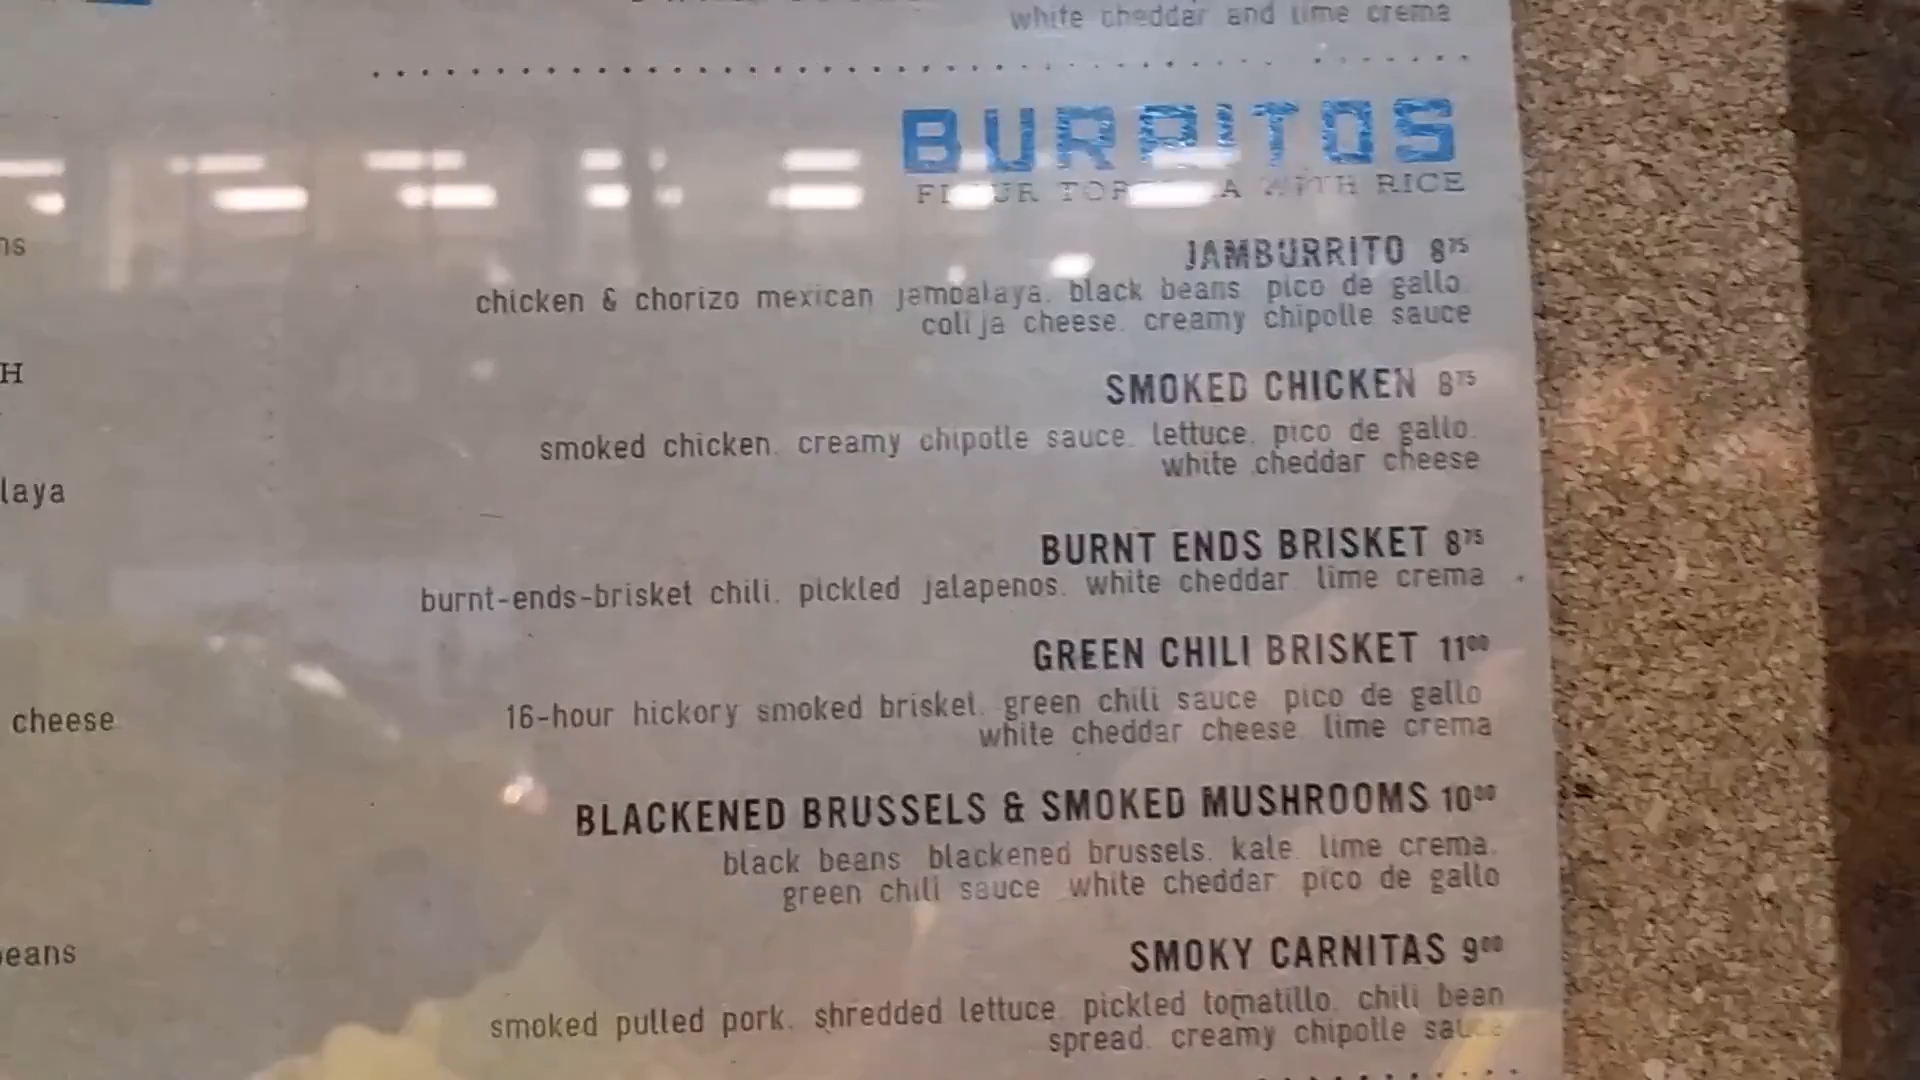 white cheddar and lime crema
BURRITOS
TOR A WITH RICE
JAMBURRITO 8⁷⁵
chicken & chorizo mexican jambalaya, black beans, pico de gallo,
cotija cheese, creamy chipotle sauce
SMOKED CHICKEN 8⁷⁵
smoked chicken, creamy chipotle sauce, lettuce, pico de gallo,
white cheddar cheese
BURNT ENDS BRISKET 8⁷⁵
burnt-ends-brisket chili, pickled jalapenos, white cheddar, lime crema
GREEN CHILI BRISKET 11⁰⁰
16-hour hickory smoked brisket, green chili sauce, pico de gallo
white cheddar cheese, lime crema
BLACKENED BRUSSELS & SMOKED MUSHROOMS 10⁰⁰
black beans, blackened brussels, kale, lime crema,
green chili sauce, white cheddar, pico de gallo
SMOKY CARNITAS 9⁰⁰
smoked pulled pork, shredded lettuce, pickled tomatillo, chili bean
spread, creamy chipotle sauce
ns
H
laya
cheese
eans